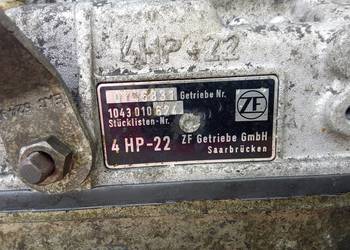 4HP-22
Getriebe Nr.
ZF
1043 010 624
Stücklisten-Nr.
4 HP-22 ZF Getriebe GmbH
Saarbrücken